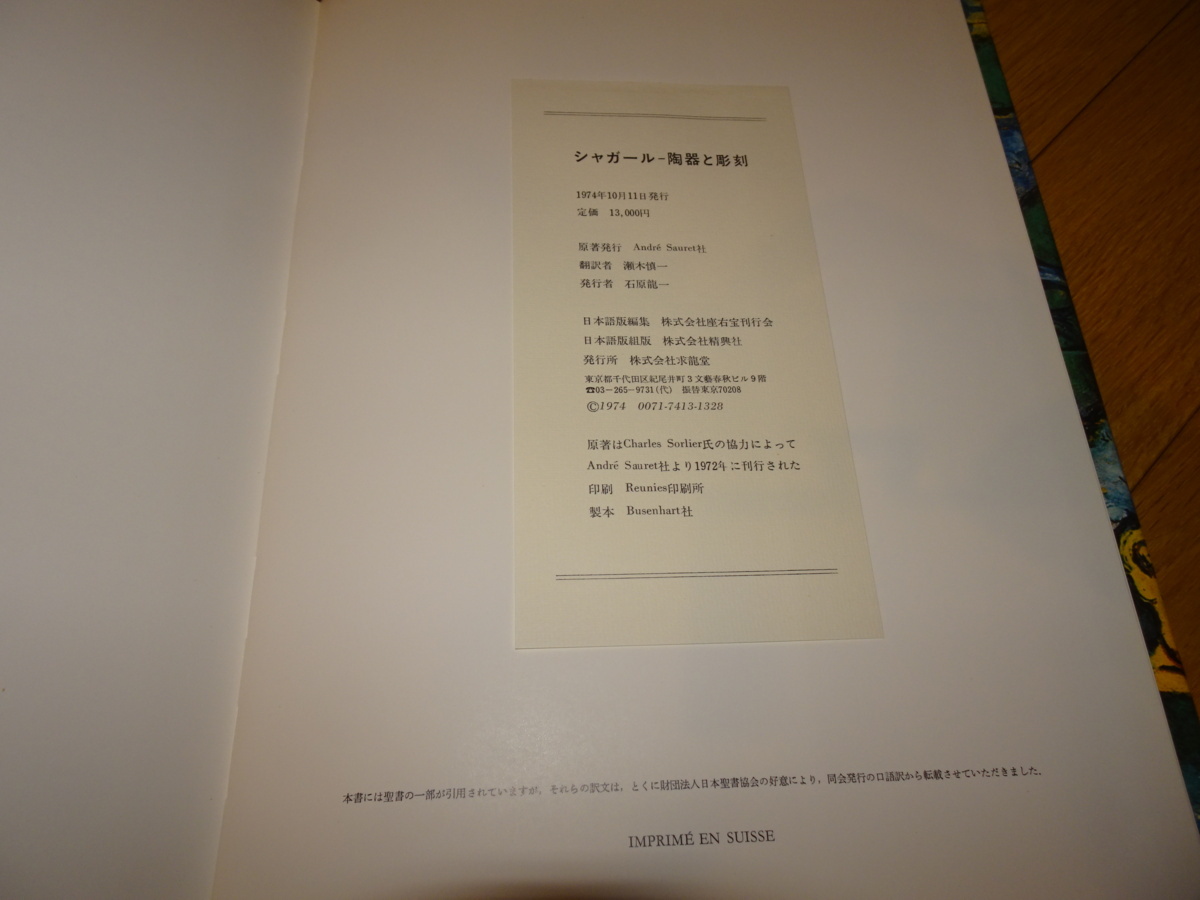 シャガール-陶器と彫刻
1974年10月11日発行
定価 13,000円
原著発行 André Sauret社
翻訳者 瀬木慎一
発行者 石原龍一
日本語版編集 株式会社座右宝刊行会
日本語版組版 株式会社精興社
発行所 株式会社求龍堂
東京都千代田区紀尾井町3文藝春秋ビル9階
☎03-265-9731(代) 振替東京70208
©1974 0071-7413-1328
原著はCharles Sorlier氏の協力によって
André Sauret社より1972年に刊行された
印刷 Reunies印刷所
製本 Busenhart社
本書には聖書の一部が引用されていますが，それらの訳文は，とくに財団法人日本聖書協会の好意により，同会発行の口語訳から転載させていただきました．
IMPRIMÉ EN SUISSE